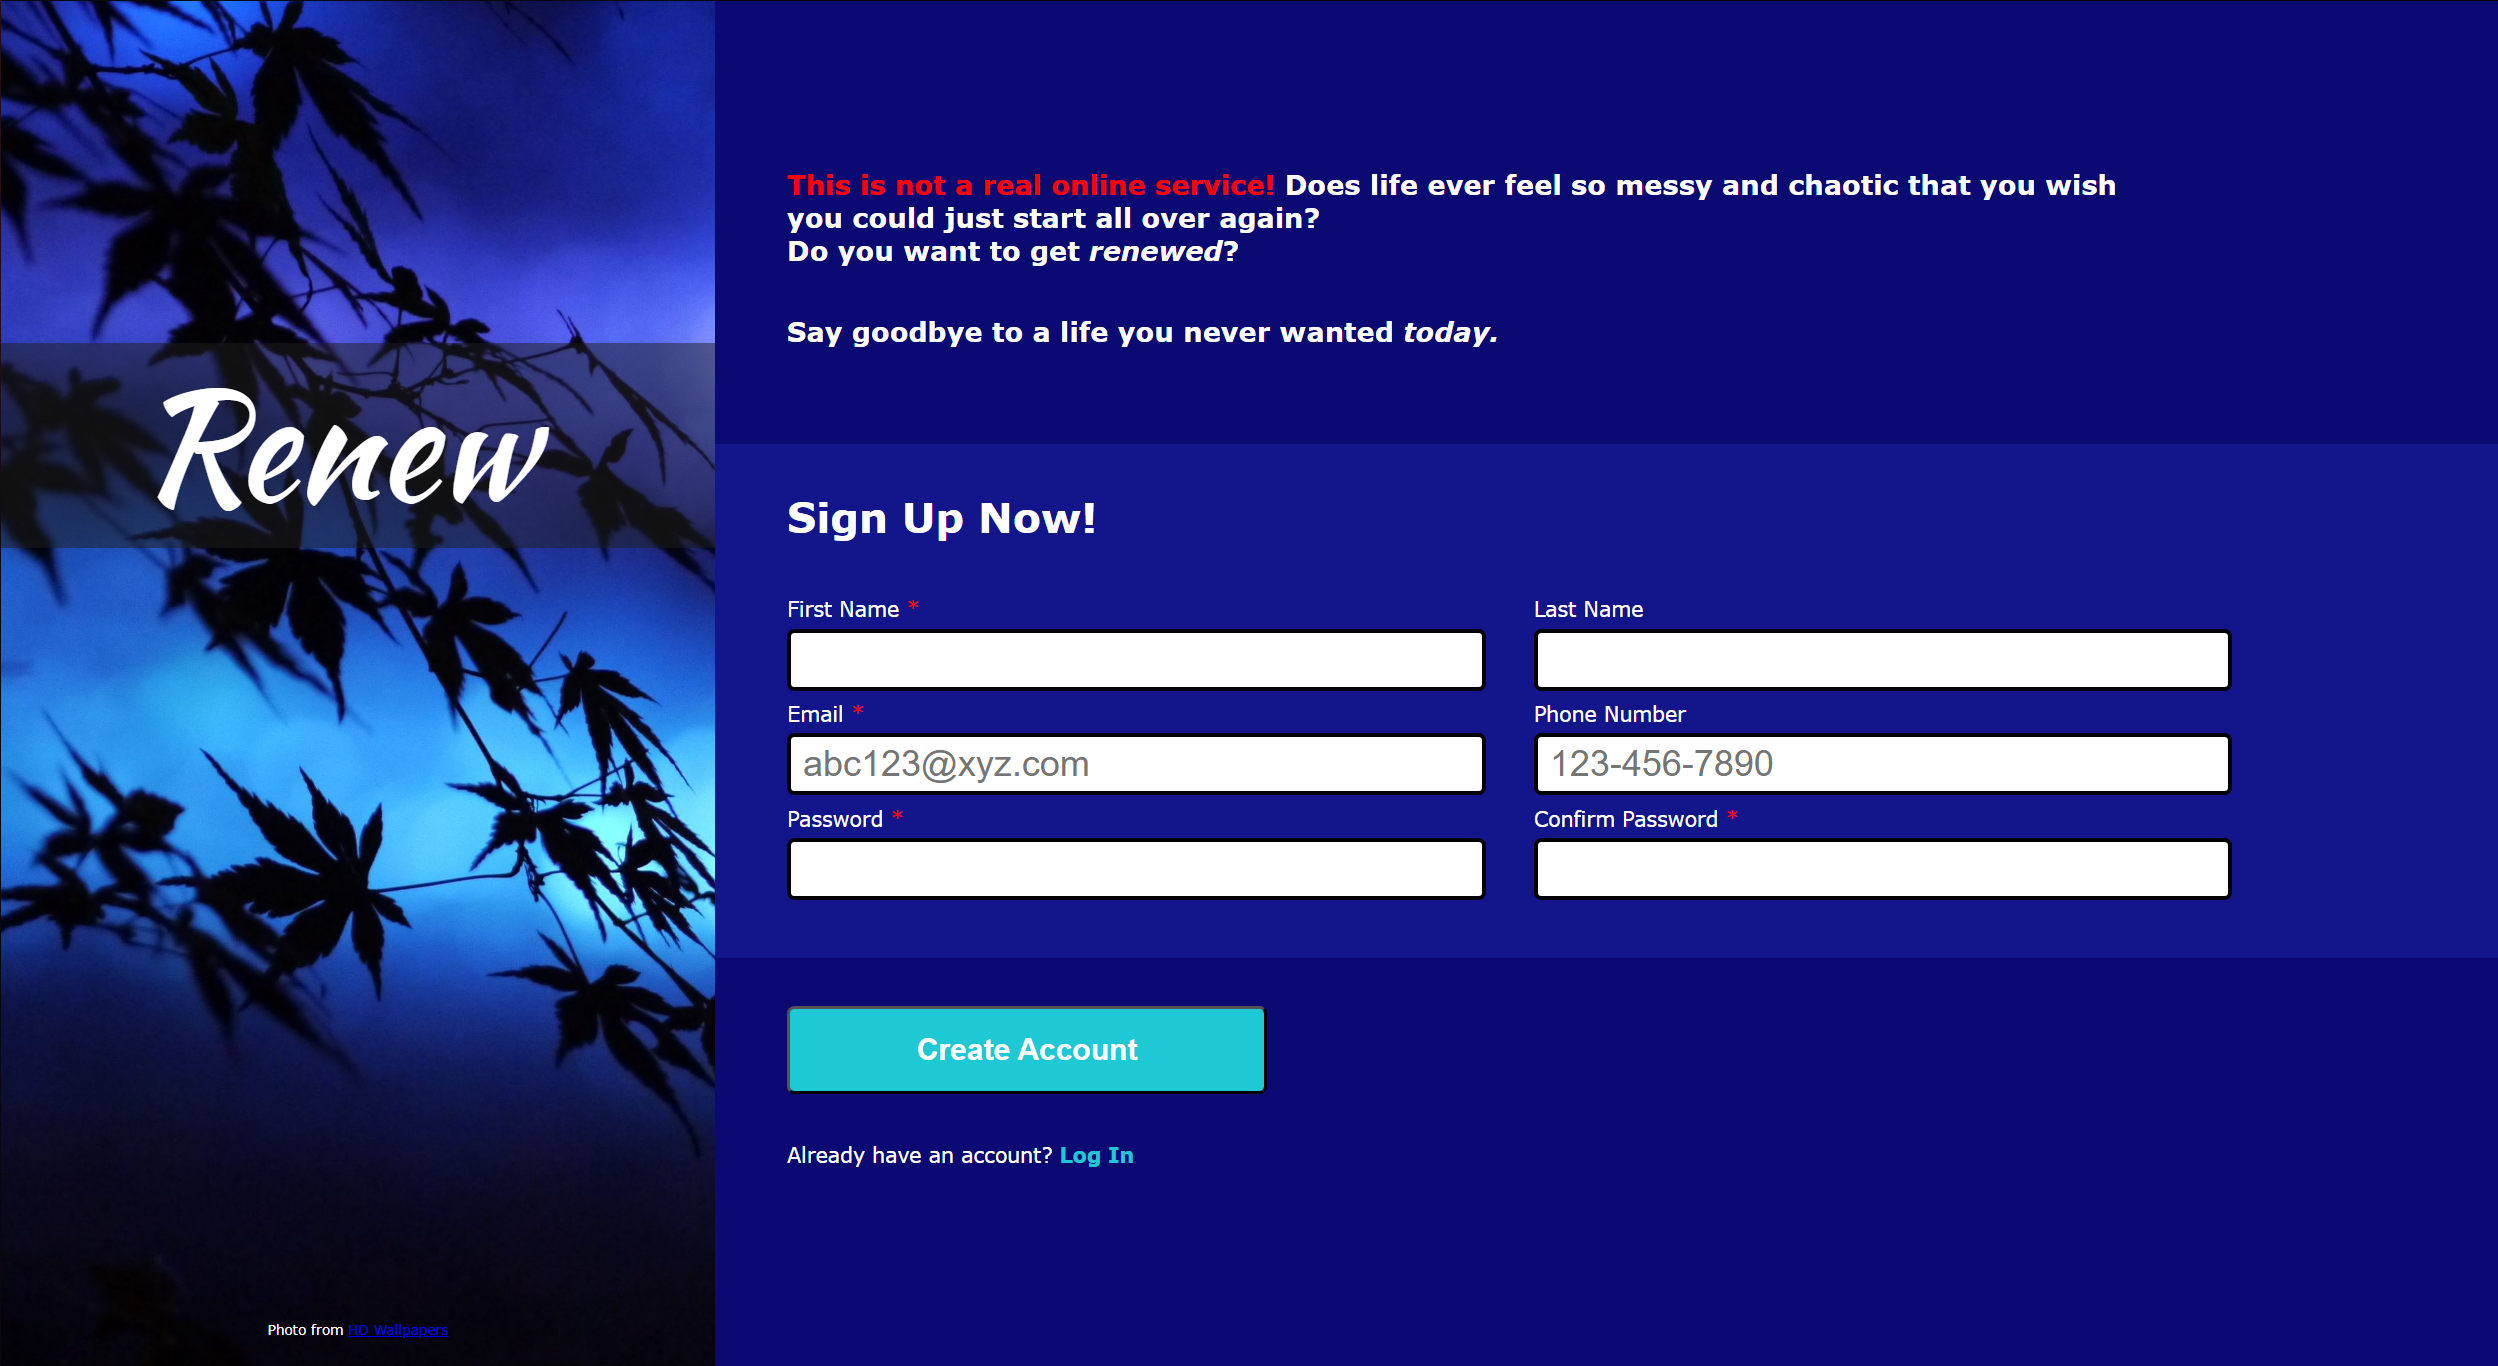 Renew
Photo from HD Wallpapers
This is not a real online service! Does life ever feel so messy and chaotic that you wish
you could just start all over again?
Do you want to get renewed?
Say goodbye to a life you never wanted today.
Sign Up Now!
First Name *
Last Name
Email *
abc123@xyz.com
Phone Number
123-456-7890
Password *
Confirm Password *
Create Account
Already have an account? Log In